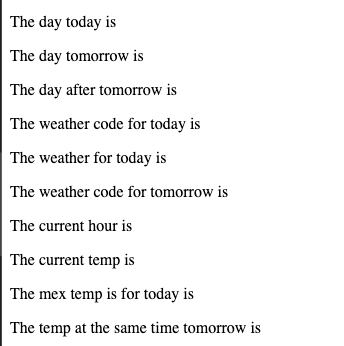 The day today is
The day tomorrow is
The day after tomorrow is
The weather code for today is
The weather for today is
The weather code for tomorrow is
The current hour is
The current temp is
The mex temp is for today is
The temp at the same time tomorrow is